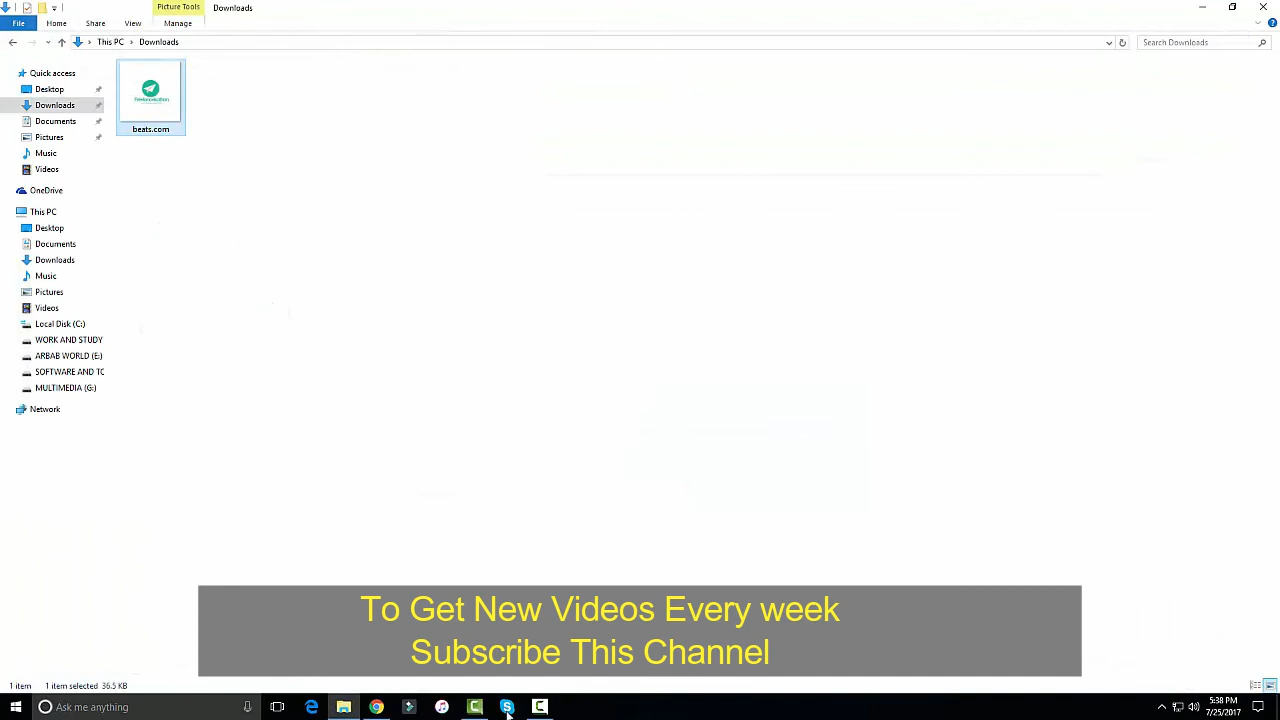 Picture Tools
Downloads
File
Home
Share
View
Manage
This PC
Downloads
Search Downloads
Quick access
Desktop
Downloads
Documents
Pictures
Music
Videos
OneDrive
This PC
Desktop
Documents
Downloads
Music
Pictures
Videos
Local Disk (C:)
WORK AND STUDY
ARBAB WORLD (E:)
SOFTWARE AND TO
MULTIMEDIA (G:)
Network
beats.com
To Get New Videos Every week
Subscribe This Channel
1 item
1 item selected 36.5 KB
Ask me anything
5:38 PM
7/25/2017